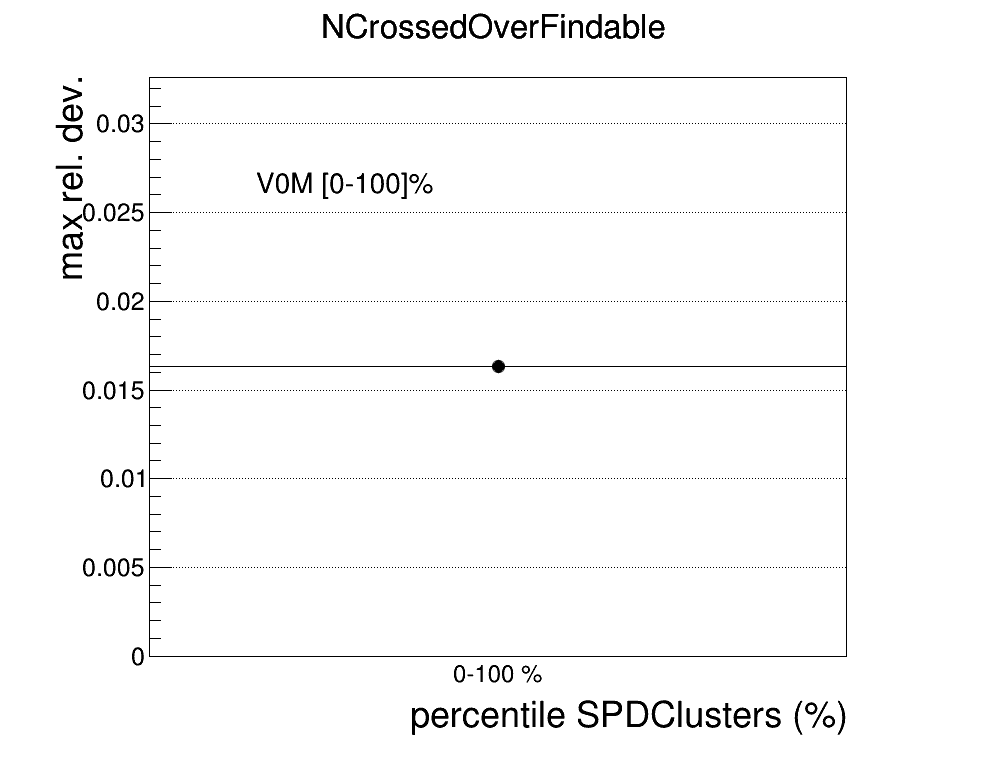 NCrossedOverFindable
max rel. dev.
V0M [0-100]%
0.03
0.025
0.02
0.015
0.01
0.005
0
0-100 %
percentile SPDClusters (%)